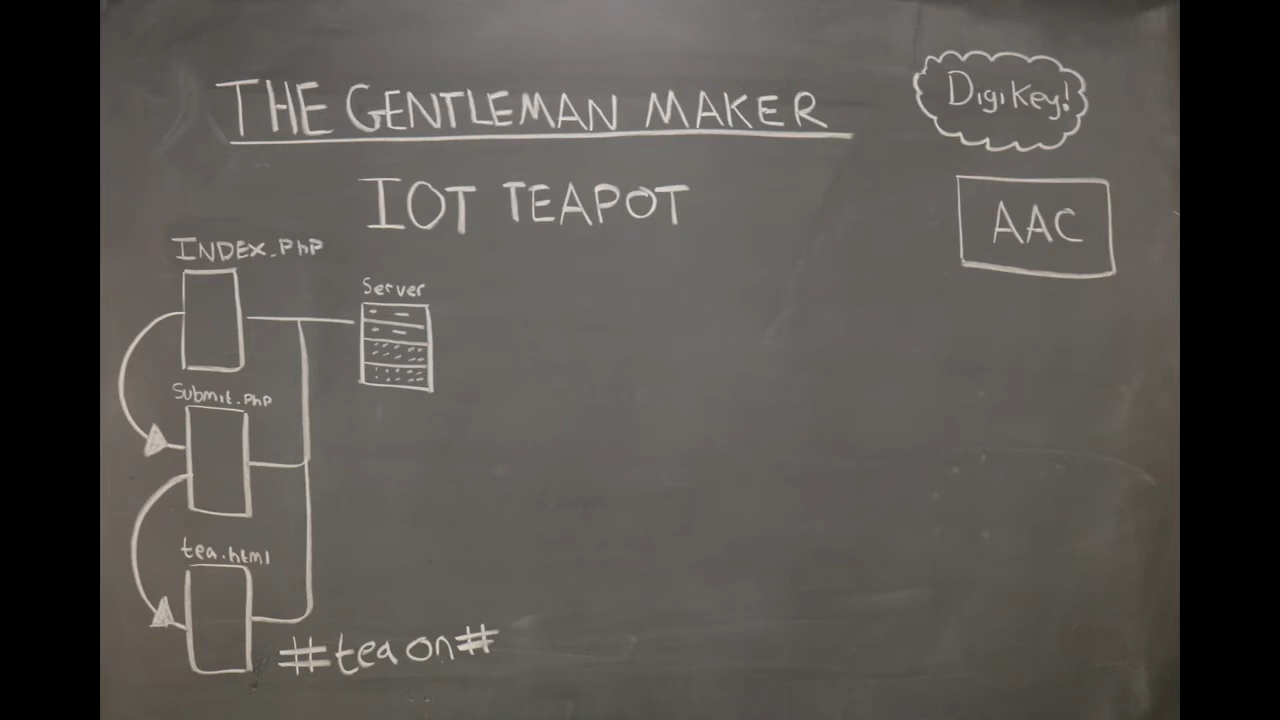 THE GENTLEMAN MAKER
DigiKey!
IOT TEAPOT
AAC
INDEX.PhP
Server
Submit.PhP
tea.html
#tea on#